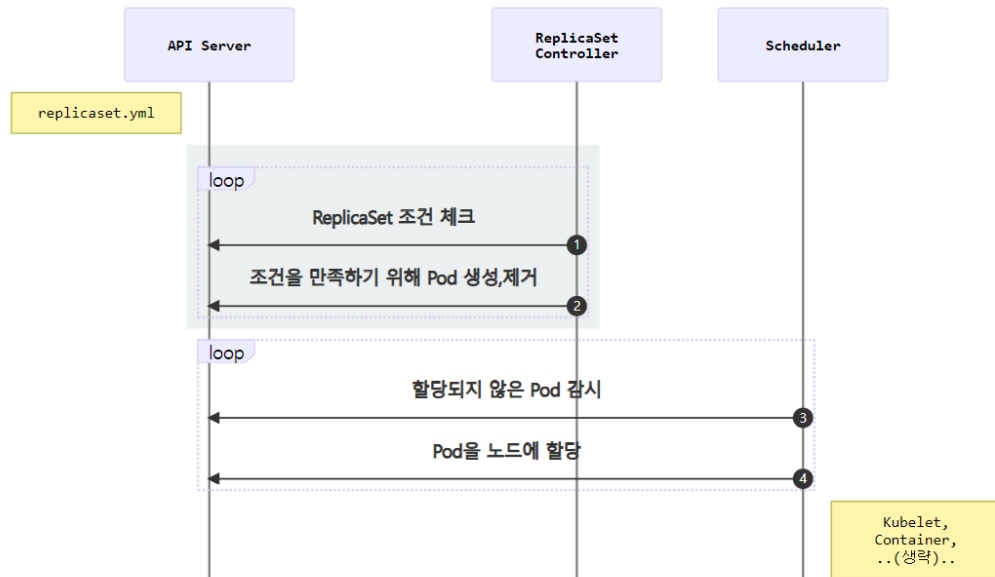 API Server
ReplicaSet
Controller
Scheduler
replicaset.yml
loop
ReplicaSet 조건 체크
1
조건을 만족하기 위해 Pod 생성,제거
2
loop
할당되지 않은 Pod 감시
3
Pod을 노드에 할당
4
Kubelet,
Container,
..(생략)..